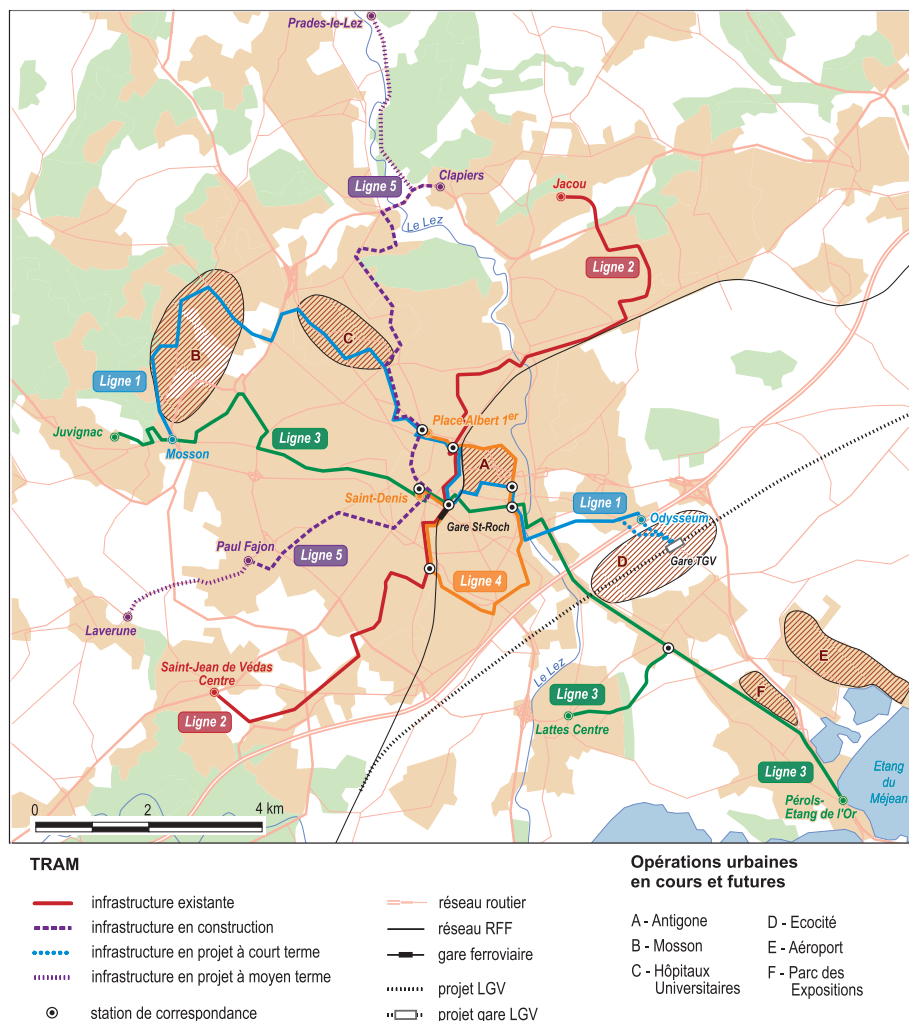 Prades-le-Lez
Ligne 5
Clapiers
Jacou
Le Lez
Ligne 2
B
C
Ligne 1
Place Albert 1er
Juvignac
Ligne 3
Mosson
A
Saint-Denis
Gare St-Roch
Ligne 1
Odysseum
Paul Fajon
Ligne 5
D
Gare TGV
Ligne 4
Laverune
E
Saint-Jean de Védas
Centre
Le Lez
F
Ligne 3
Ligne 2
Lattes Centre
Ligne 3
Etang
du
Méjean
Pérols-
Etang de l'Or
0 2 4 km
TRAM
infrastructure existante
infrastructure en construction
infrastructure en projet à court terme
infrastructure en projet à moyen terme
station de correspondance
réseau routier
réseau RFF
gare ferroviaire
projet LGV
projet gare LGV
Opérations urbaines
en cours et futures
A - Antigone
B - Mosson
C - Hôpitaux
Universitaires
D - Ecocité
E - Aéroport
F - Parc des
Expositions